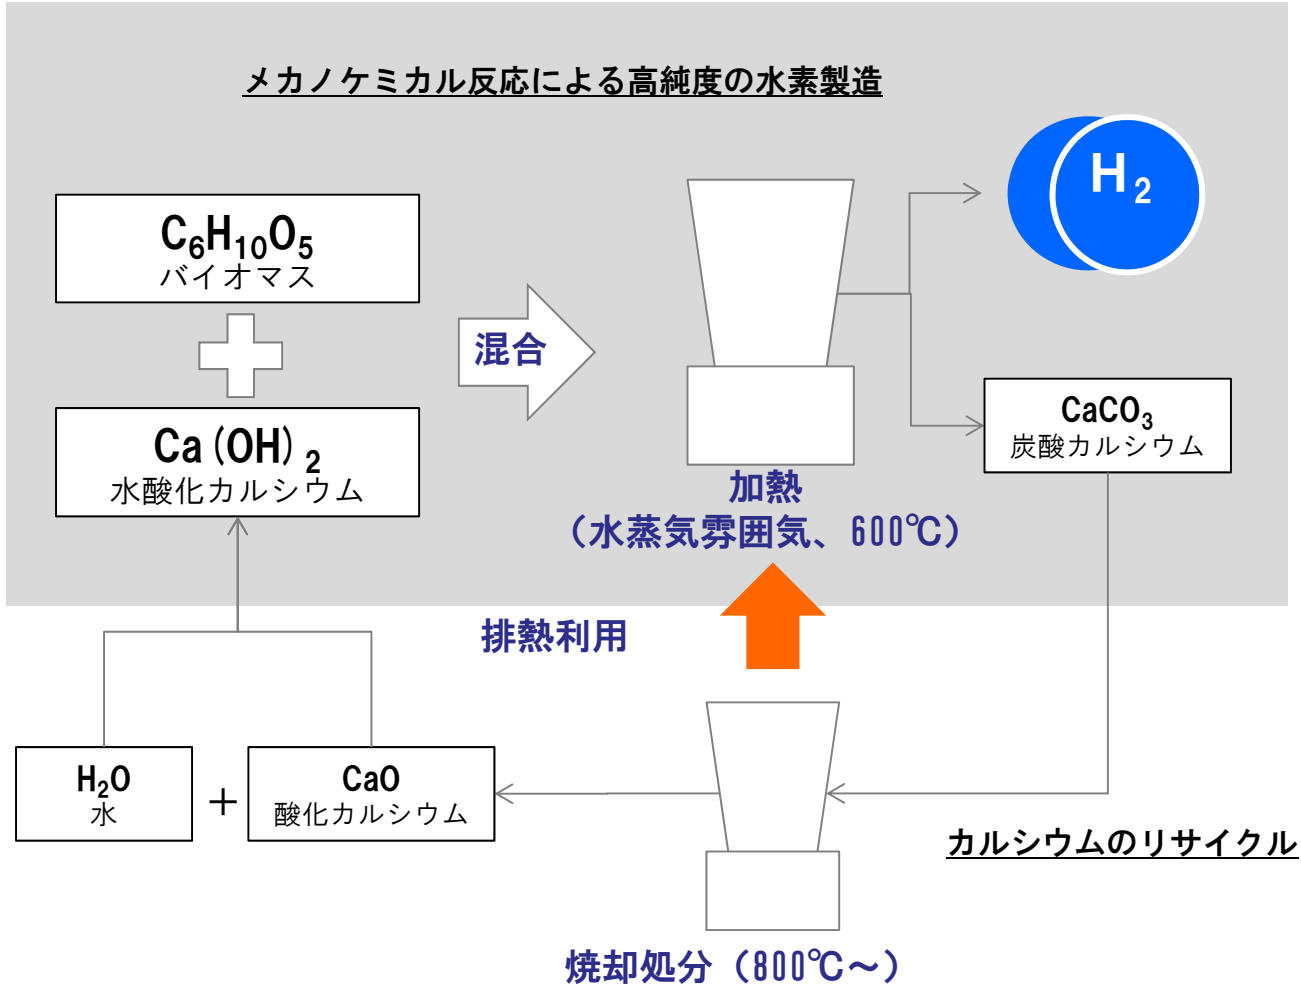 メカノケミカル反応による高純度の水素製造
H₂
C₆H₁₀O₅
バイオマス
混合
Ca(OH)₂
水酸化カルシウム
CaCO₃
炭酸カルシウム
加熱
（水蒸気雰囲気、600℃）
排熱利用
H₂O
水
+
CaO
酸化カルシウム
カルシウムのリサイクル
焼却処分（800℃～）